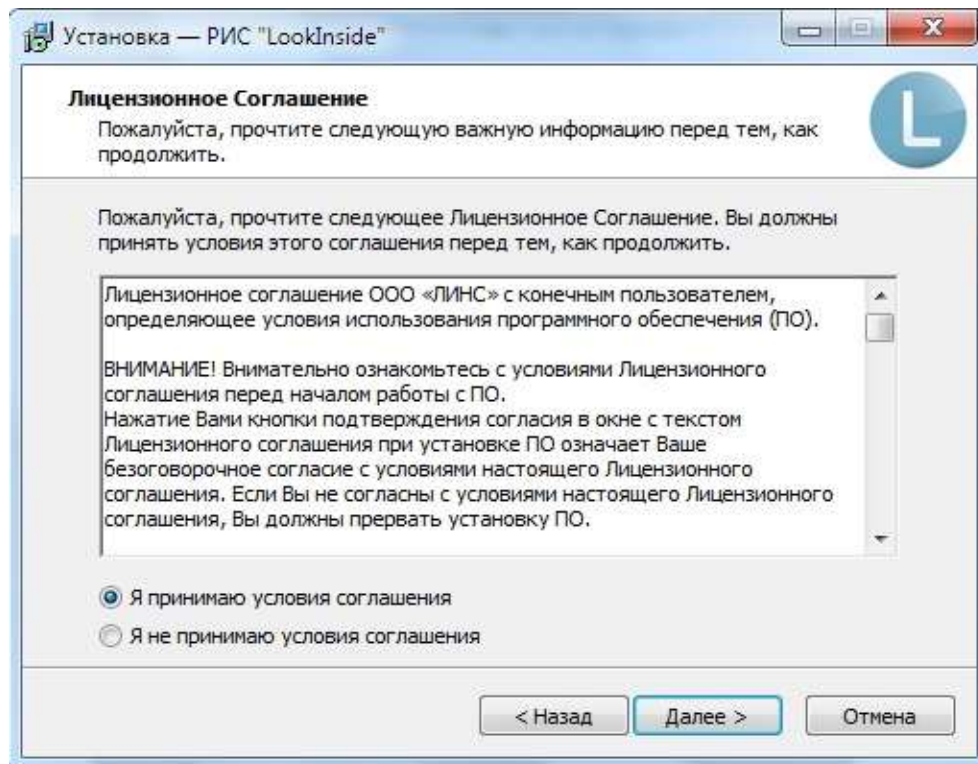 Установка — РИС "LookInside"
Лицензионное Соглашение
Пожалуйста, прочтите следующую важную информацию перед тем, как
продолжить.
L
Пожалуйста, прочтите следующее Лицензионное Соглашение. Вы должны
принять условия этого соглашения перед тем, как продолжить.
Лицензионное соглашение ООО «ЛИНС» с конечным пользователем,
определяющее условия использования программного обеспечения (ПО).
ВНИМАНИЕ! Внимательно ознакомьтесь с условиями Лицензионного
соглашения перед началом работы с ПО.
Нажатие Вами кнопки подтверждения согласия в окне с текстом
Лицензионного соглашения при установке ПО означает Ваше
безоговорочное согласие с условиями настоящего Лицензионного
соглашения. Если Вы не согласны с условиями настоящего Лицензионного
соглашения, Вы должны прервать установку ПО.
Я принимаю условия соглашения
Я не принимаю условия соглашения
< Назад Далее > Отмена